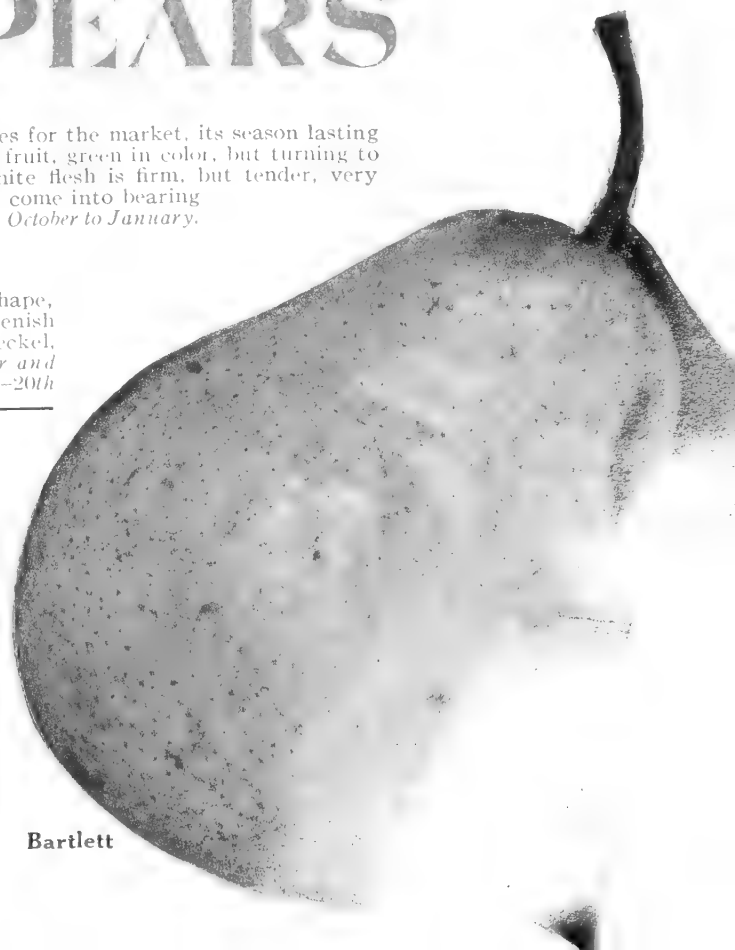 PEARS
es for the market, its season lasting
fruit, green in color, but turning to
nite flesh is firm, but tender, very
come into bearing
October to January.
hape,
enish
eckel,
r and
–20th
Bartlett